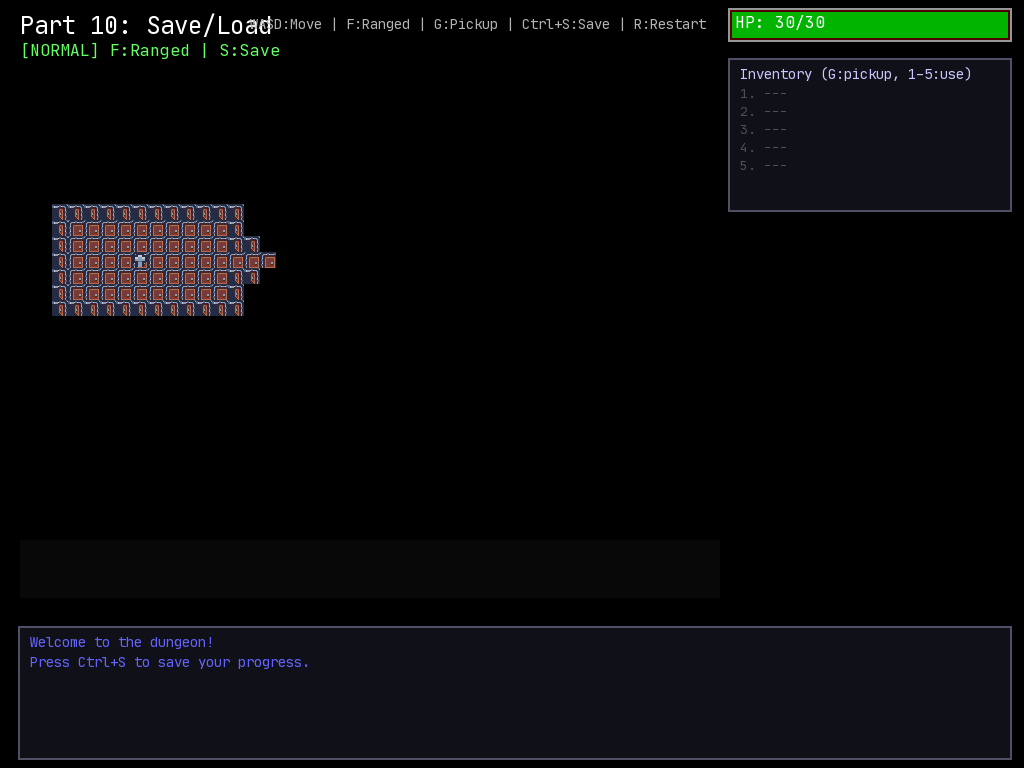 Part 10: Save/Load
WASD:Move | F:Ranged | G:Pickup | Ctrl+S:Save | R:Restart
[NORMAL] F:Ranged | S:Save
HP: 30/30
Inventory (G:pickup, 1-5:use)
1. ---
2. ---
3. ---
4. ---
5. ---
Welcome to the dungeon!
Press Ctrl+S to save your progress.